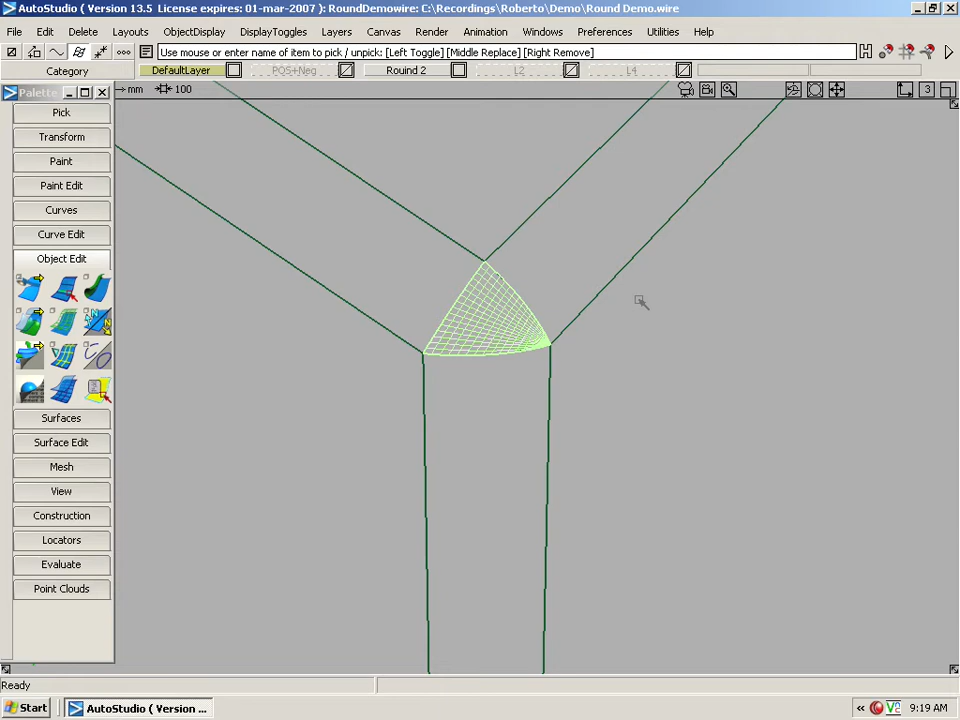 AutoStudio ( Version 13.5 License expires: 01-mar-2007 ): RoundDemowire: C:\Recordings\Roberto\Demo\Round Demo.wire
File Edit Delete Layouts ObjectDisplay DisplayToggles Layers Canvas Render Animation Windows Preferences Utilities Help
Use mouse or enter name of item to pick / unpick: [Left Toggle] [Middle Replace] [Right Remove]
Category DefaultLayer POS+Neg Round 2 L2 L4
Palette mm 100 3
Pick
Transform
Paint
Paint Edit
Curves
Curve Edit
Object Edit
Surfaces
Surface Edit
Mesh
View
Construction
Locators
Evaluate
Point Clouds
Ready
Start AutoStudio ( Version ... 9:19 AM